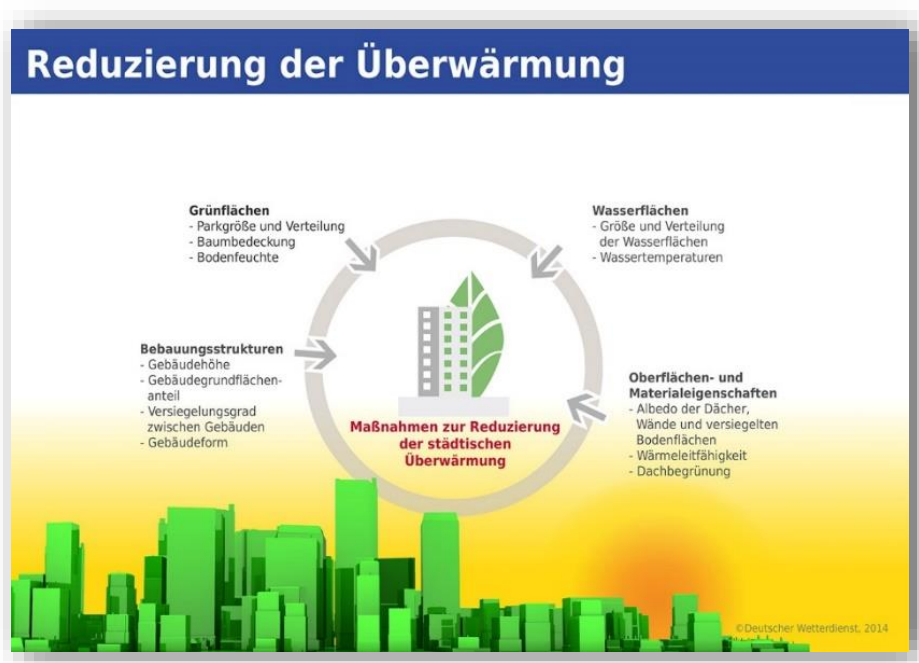 Reduzierung der Überwärmung
Grünflächen
- Parkgröße und Verteilung
- Baumbedeckung
- Bodenfeuchte
Wasserflächen
- Größe und Verteilung
der Wasserflächen
- Wassertemperaturen
Bebauungsstrukturen
- Gebäudehöhe
- Gebäudegrundflächen-
anteil
- Versiegelungsgrad
zwischen Gebäuden
- Gebäudeform
Oberflächen- und
Materialeigenschaften
- Albedo der Dächer,
Wände und versiegelten
Bodenflächen
- Wärmeleitfähigkeit
- Dachbegrünung
Maßnahmen zur Reduzierung
der städtischen
Überwärmung
©Deutscher Wetterdienst, 2014